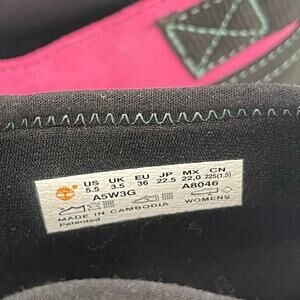 US UK EU JP MX CN
5.5 3.5 36 22.5 22.0 225(1.5)
A5W3G A8046
MADE IN CAMBODIA WOMENS
Patented